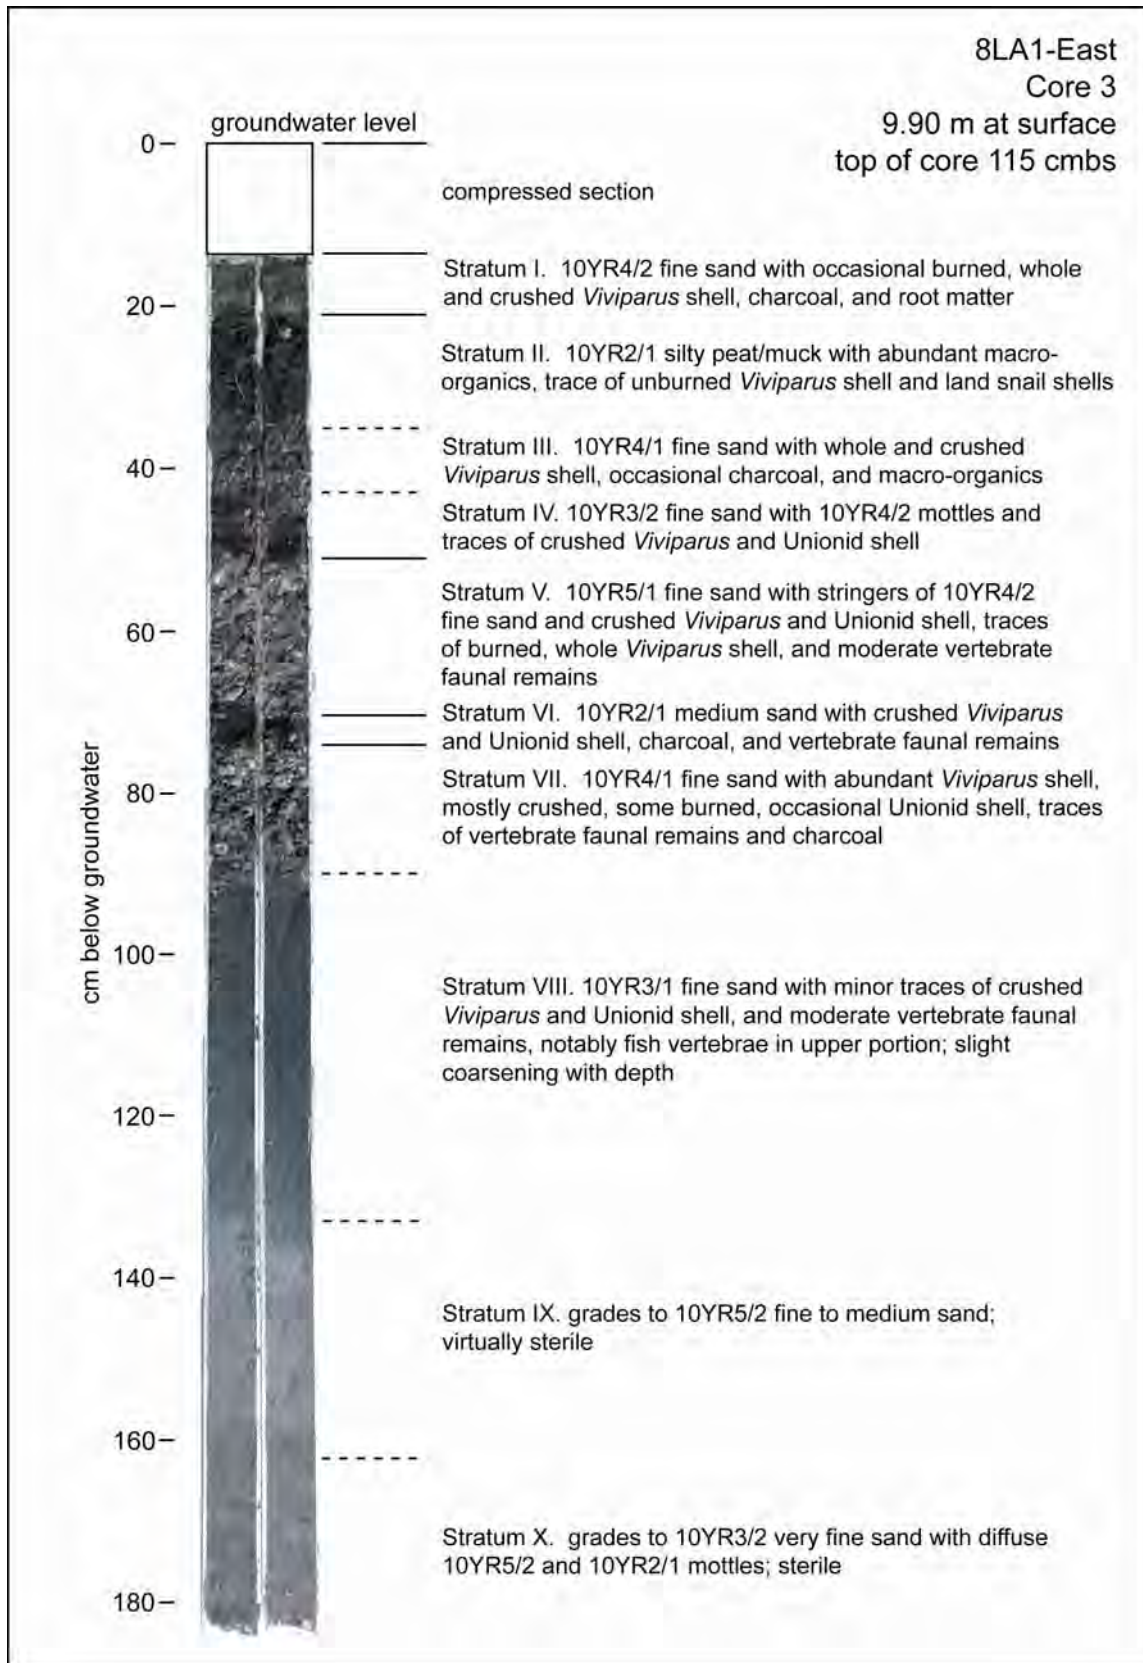 8LA1-East
Core 3
9.90 m at surface
top of core 115 cmbs
groundwater level
0
compressed section
Stratum I. 10YR4/2 fine sand with occasional burned, whole
and crushed Viviparus shell, charcoal, and root matter
20
Stratum II. 10YR2/1 silty peat/muck with abundant macro-
organics, trace of unburned Viviparus shell and land snail shells
Stratum III. 10YR4/1 fine sand with whole and crushed
Viviparus shell, occasional charcoal, and macro-organics
40
Stratum IV. 10YR3/2 fine sand with 10YR4/2 mottles and
traces of crushed Viviparus and Unionid shell
Stratum V. 10YR5/1 fine sand with stringers of 10YR4/2
fine sand and crushed Viviparus and Unionid shell, traces
of burned, whole Viviparus shell, and moderate vertebrate
faunal remains
60
Stratum VI. 10YR2/1 medium sand with crushed Viviparus
and Unionid shell, charcoal, and vertebrate faunal remains
Stratum VII. 10YR4/1 fine sand with abundant Viviparus shell,
mostly crushed, some burned, occasional Unionid shell, traces
of vertebrate faunal remains and charcoal
80
cm below groundwater
100
Stratum VIII. 10YR3/1 fine sand with minor traces of crushed
Viviparus and Unionid shell, and moderate vertebrate faunal
remains, notably fish vertebrae in upper portion; slight
coarsening with depth
120
140
Stratum IX. grades to 10YR5/2 fine to medium sand;
virtually sterile
160
Stratum X. grades to 10YR3/2 very fine sand with diffuse
10YR5/2 and 10YR2/1 mottles; sterile
180